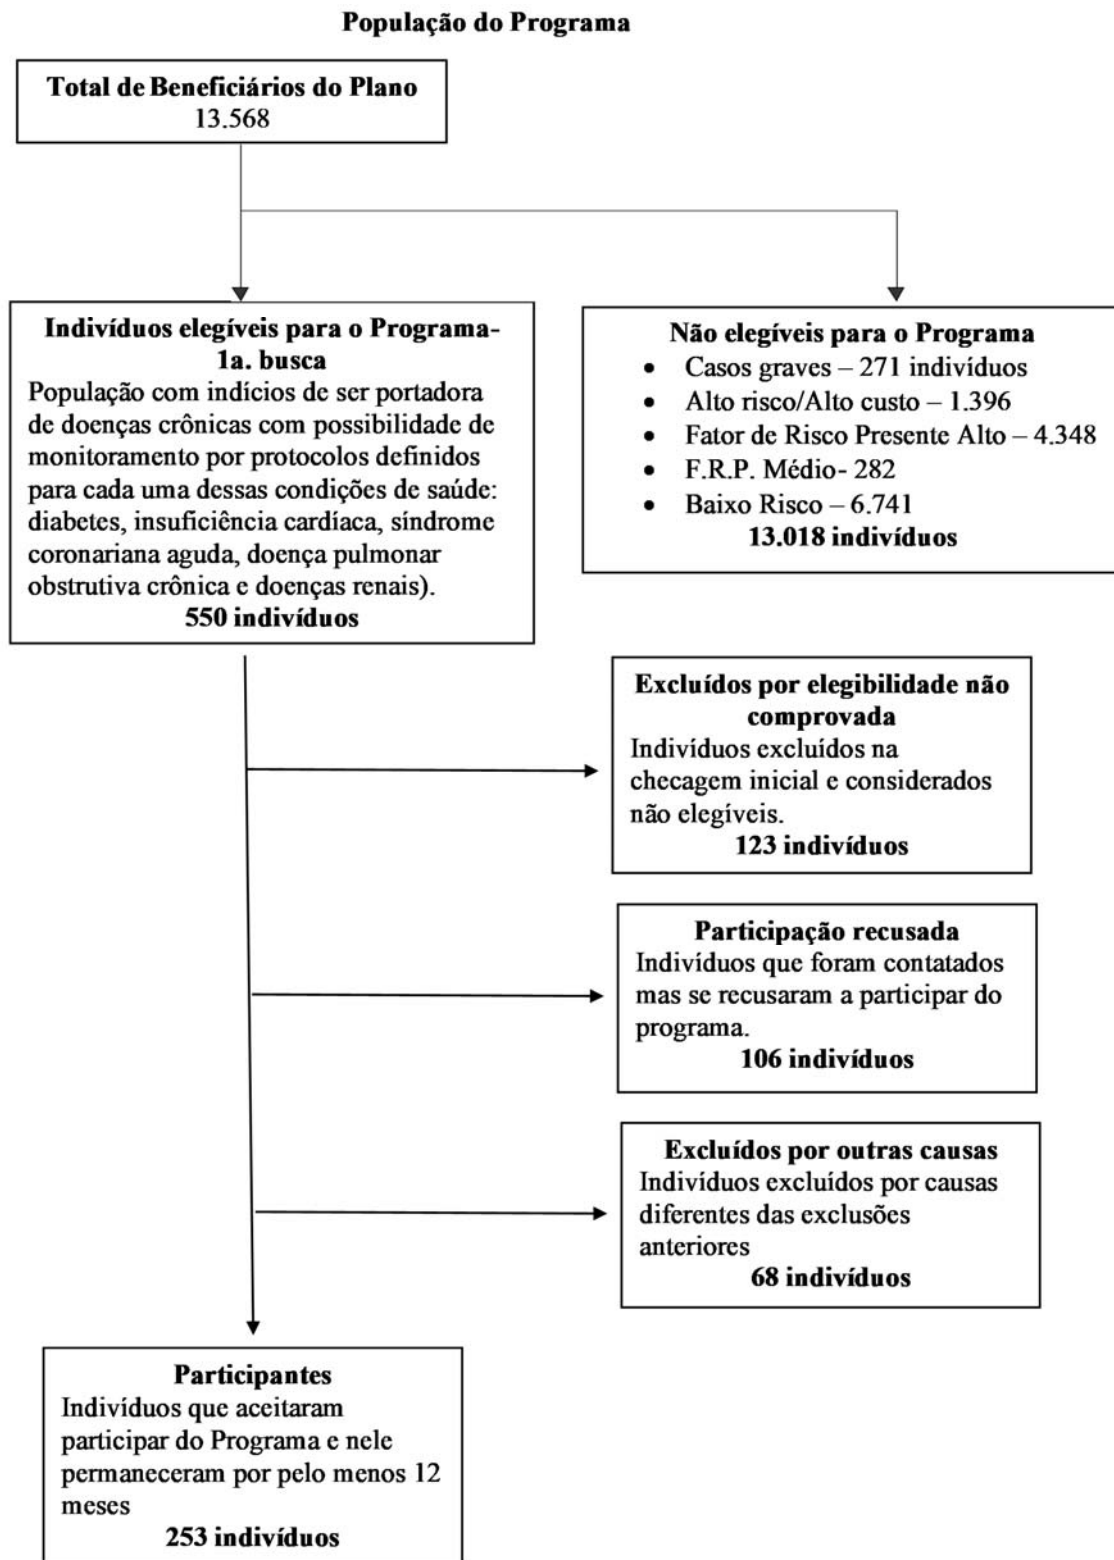 População do Programa
Total de Beneficiários do Plano
13.568
Indivíduos elegíveis para o Programa-
1a. busca
População com indícios de ser portadora
de doenças crônicas com possibilidade de
monitoramento por protocolos definidos
para cada uma dessas condições de saúde:
diabetes, insuficiência cardíaca, síndrome
coronariana aguda, doença pulmonar
obstrutiva crônica e doenças renais).
550 indivíduos
Não elegíveis para o Programa
• Casos graves – 271 indivíduos
• Alto risco/Alto custo – 1.396
• Fator de Risco Presente Alto – 4.348
• F.R.P. Médio- 282
• Baixo Risco – 6.741
13.018 indivíduos
Excluídos por elegibilidade não
comprovada
Indivíduos excluídos na
checagem inicial e considerados
não elegíveis.
123 indivíduos
Participação recusada
Indivíduos que foram contatados
mas se recusaram a participar do
programa.
106 indivíduos
Excluídos por outras causas
Indivíduos excluídos por causas
diferentes das exclusões
anteriores
68 indivíduos
Participantes
Indivíduos que aceitaram
participar do Programa e nele
permaneceram por pelo menos 12
meses
253 indivíduos